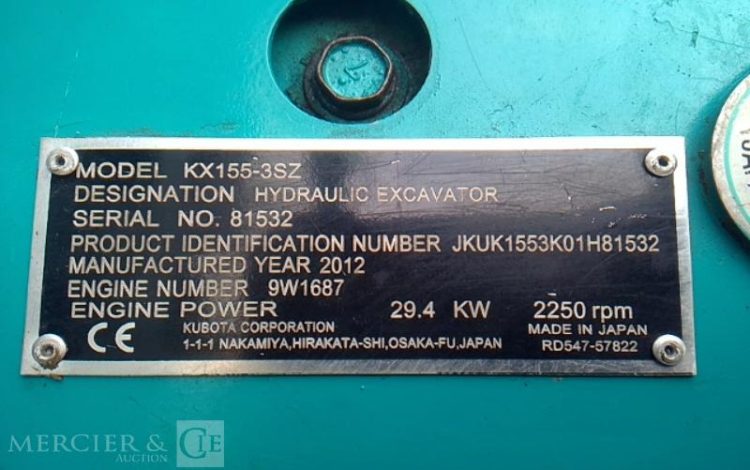 MODEL KX155-3SZ
DESIGNATION HYDRAULIC EXCAVATOR
SERIAL NO. 81532
PRODUCT IDENTIFICATION NUMBER JKUK1553K01H81532
MANUFACTURED YEAR 2012
ENGINE NUMBER 9W1687
ENGINE POWER 29.4 KW 2250 rpm
CE KUBOTA CORPORATION MADE IN JAPAN
1-1-1 NAKAMIYA,HIRAKATA-SHI,OSAKA-FU,JAPAN RD547-57822
MERCIER & CIE
AUCTION